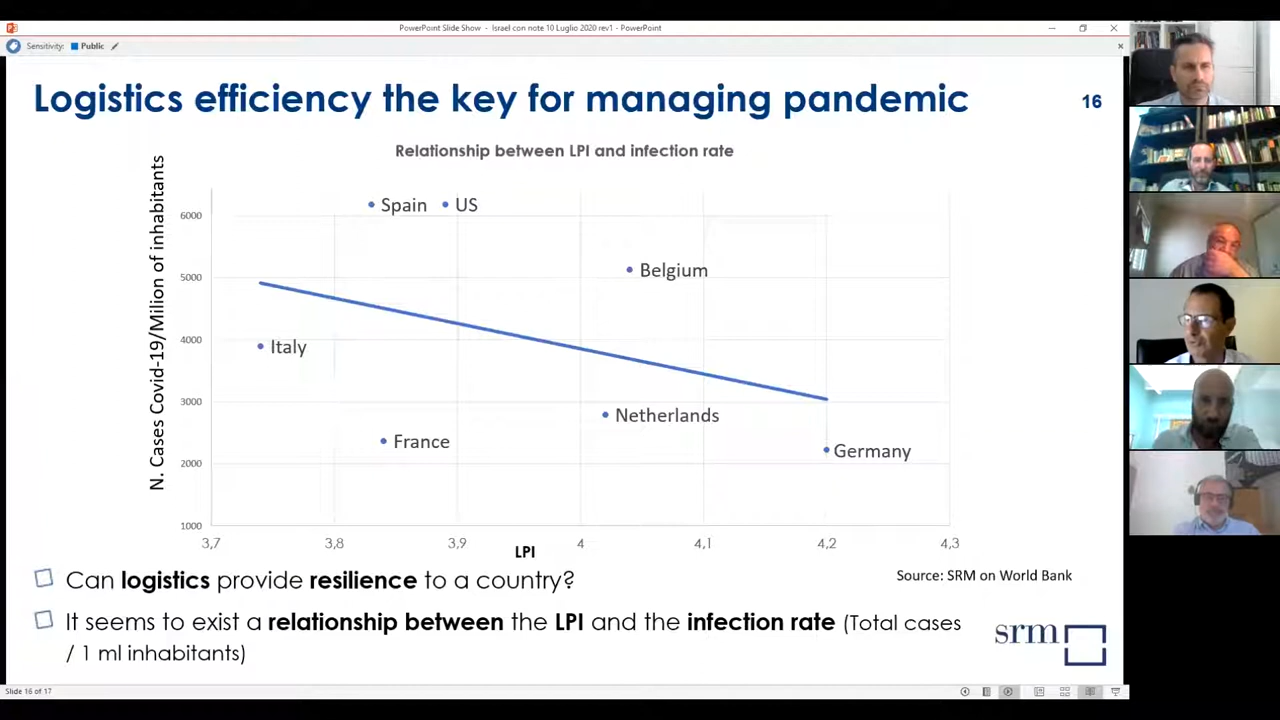 PowerPoint Slide Show - Israel con note 10 Luglio 2020 rev1 - PowerPoint
Sensitivity: Public
Logistics efficiency the key for managing pandemic
16
Relationship between LPI and infection rate
N. Cases Covid-19/Milion of inhabitants
6000
5000
4000
3000
2000
1000
Spain
US
Belgium
Italy
Netherlands
France
Germany
3,7
3,8
3,9
4
4,1
4,2
4,3
LPI
Can logistics provide resilience to a country?
Source: SRM on World Bank
It seems to exist a relationship between the LPI and the infection rate (Total cases
/ 1 ml inhabitants)
srm
Slide 16 of 17